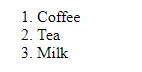 1. Coffee
2. Tea
3. Milk